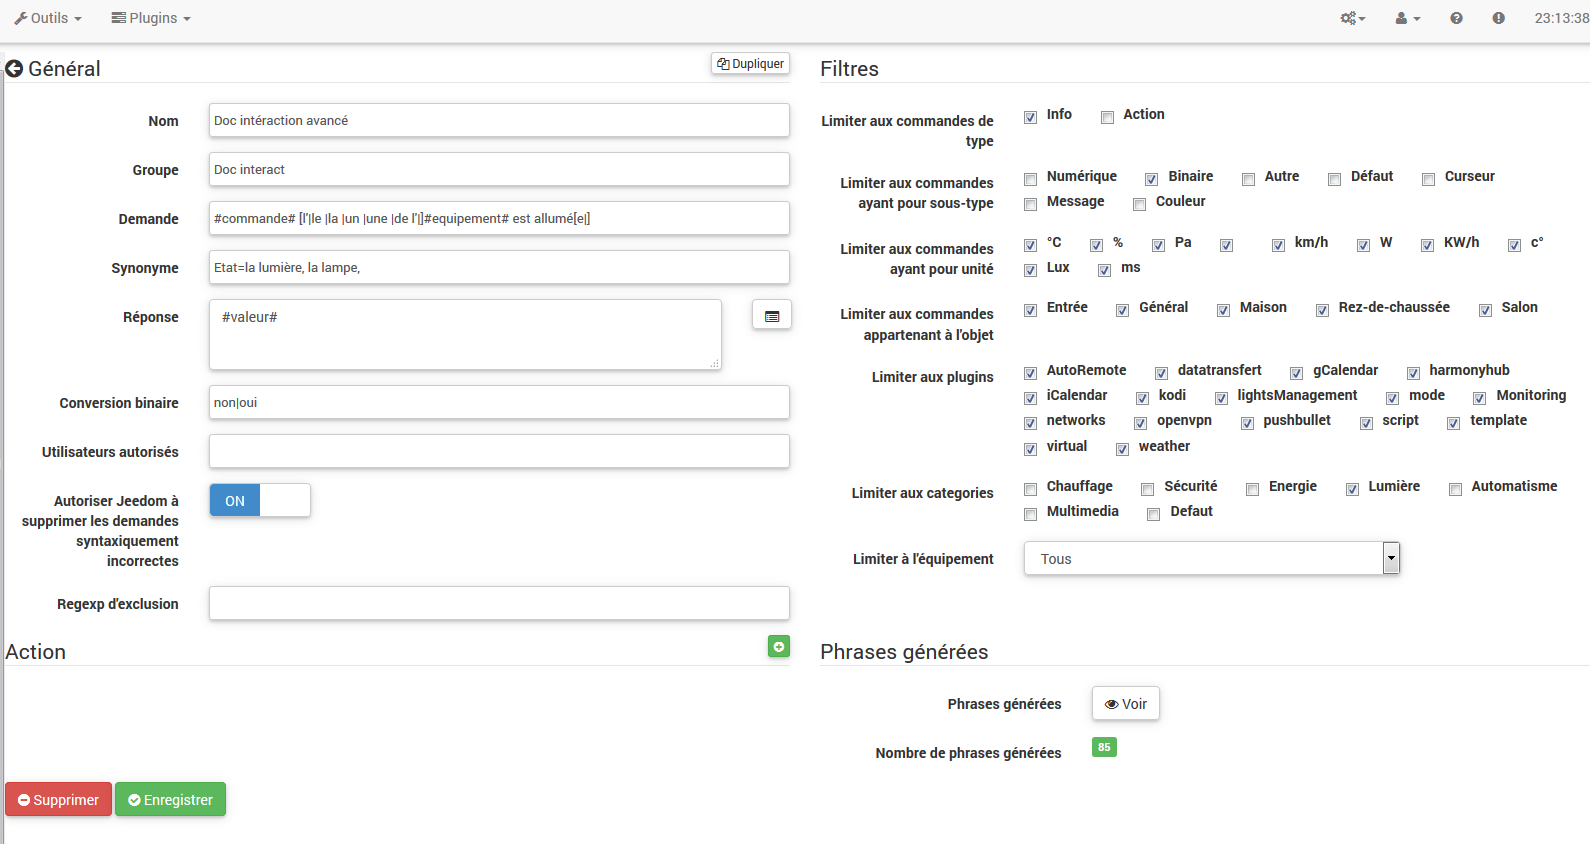 Outils Plugins 23:13:38
Général Dupliquer
Nom Doc intéraction avancé
Groupe Doc interact
Demande #commande# [l'|le |la |un |une |de l'|]#equipement# est allumé[e|]
Synonyme Etat=la lumière, la lampe,
Réponse #valeur#
Conversion binaire non|oui
Utilisateurs autorisés
Autoriser Jeedom à
supprimer les demandes
syntaxiquement
incorrectes
ON
Regexp d'exclusion
Action
Supprimer Enregistrer
Filtres
Limiter aux commandes de
type
Info Action
Limiter aux commandes
ayant pour sous-type
Numérique Binaire Autre Défaut Curseur
Message Couleur
Limiter aux commandes
ayant pour unité
°C % Pa km/h W KW/h c°
Lux ms
Limiter aux commandes
appartenant à l'objet
Entrée Général Maison Rez-de-chaussée Salon
Limiter aux plugins
AutoRemote datatransfert gCalendar harmonyhub
iCalendar kodi lightsManagement mode Monitoring
networks openvpn pushbullet script template
virtual weather
Limiter aux categories
Chauffage Sécurité Energie Lumière Automatisme
Multimedia Defaut
Limiter à l'équipement Tous
Phrases générées
Phrases générées Voir
Nombre de phrases générées 85